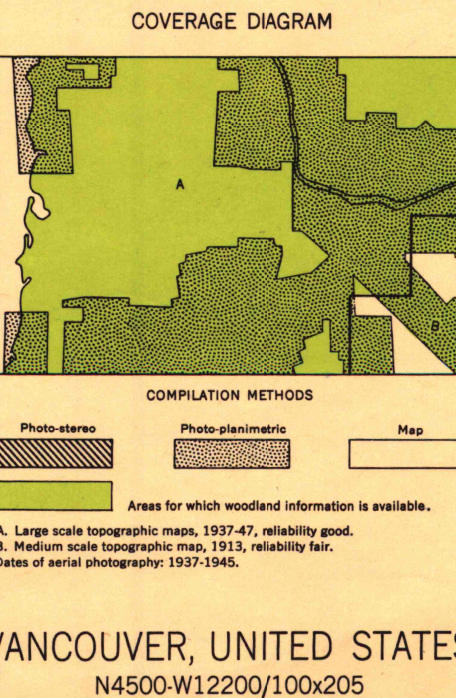 COVERAGE DIAGRAM
A
B
COMPILATION METHODS
Photo-stereo Photo-planimetric Map
Areas for which woodland information is available.
A. Large scale topographic maps, 1937-47, reliability good.
B. Medium scale topographic map, 1913, reliability fair.
Dates of aerial photography: 1937-1945.
VANCOUVER, UNITED STATES
N4500-W12200/100x205